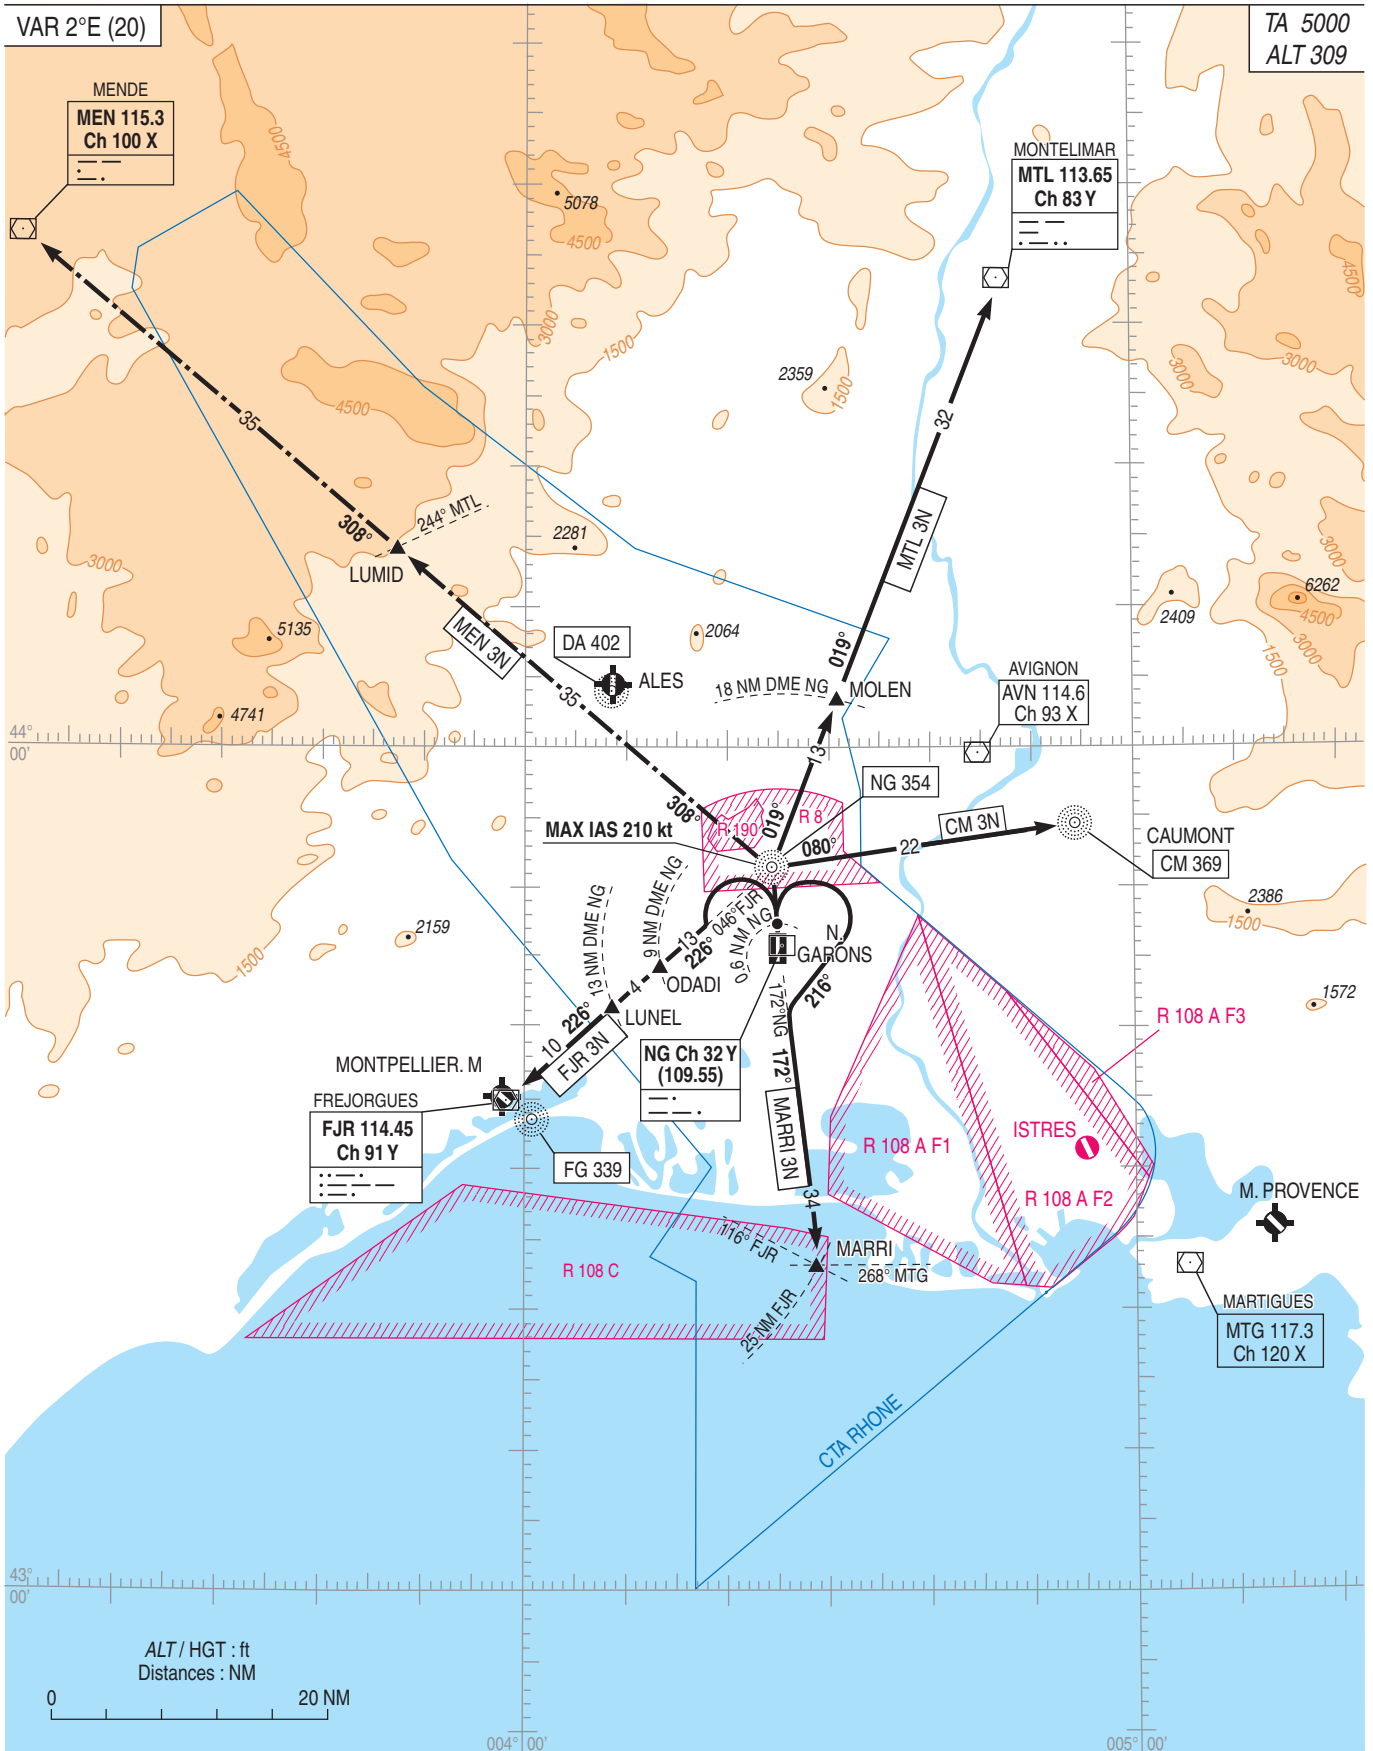 VAR 2°E (20)
TA 5000
ALT 309
MENDE
MEN 115.3
Ch 100 X
4500
5078
4500
MONTELIMAR
MTL 113.65
Ch 83 Y
4500
3000
1500
2359
1500
3000
3000
4500
35
32
308°
244° MTL
LUMID
2281
MTL 3N
3000
3000
6262
4500
3000
1500
2409
5135
MEN 3N
DA 402
ALES
2064
019°
AVIGNON
AVN 114.6
Ch 93 X
18 NM DME NG
MOLEN
4741
35
44°
00'
13
NG 354
308°
R 190
019°
R 8
MAX IAS 210 kt
080°
22
CM 3N
CAUMONT
CM 369
2159
1500
13 NM DME NG
9 NM DME NG
046° FJR
0.6 NM NG
13
226°
N.
GARONS
2386
1500
ODADI
4
216°
1572
LUNEL
226°
172° NG
R 108 A F3
10
FJR 3N
NG Ch 32 Y
(109.55)
172°
MONTPELLIER. M
FREJORGUES
FJR 114.45
Ch 91 Y
MARRI 3N
ISTRES
R 108 A F1
FG 339
34
R 108 A F2
M. PROVENCE
116° FJR
MARRI
268° MTG
R 108 C
25 NM FJR
MARTIGUES
MTG 117.3
Ch 120 X
CTA RHONE
43°
00'
ALT / HGT : ft
Distances : NM
0
20 NM
004° 00'
005° 00'